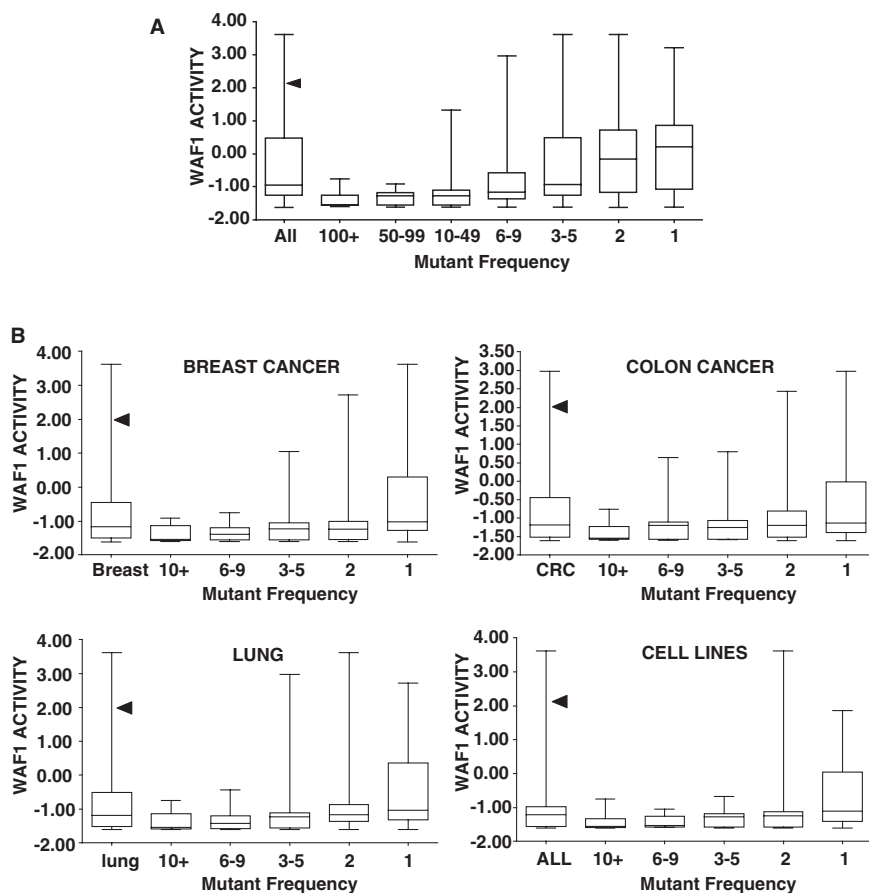 A
WAF1 ACTIVITY
4.00
3.00
2.00
1.00
0.00
-1.00
-2.00
All 100+ 50-99 10-49 6-9 3-5 2 1
Mutant Frequency
B
BREAST CANCER
WAF1 ACTIVITY
4.00
3.00
2.00
1.00
0.00
-1.00
-2.00
Breast 10+ 6-9 3-5 2 1
Mutant Frequency
COLON CANCER
WAF1 ACTIVITY
3.50
3.00
2.50
2.00
1.50
1.00
0.50
0.00
-0.50
-1.00
-1.50
-2.00
CRC 10+ 6-9 3-5 2 1
Mutant Frequency
LUNG
WAF1 ACTIVITY
4.00
3.00
2.00
1.00
0.00
-1.00
-2.00
lung 10+ 6-9 3-5 2 1
Mutant Frequency
CELL LINES
WAF1 ACTIVITY
4.00
3.00
2.00
1.00
0.00
-1.00
-2.00
ALL 10+ 6-9 3-5 2 1
Mutant Frequency